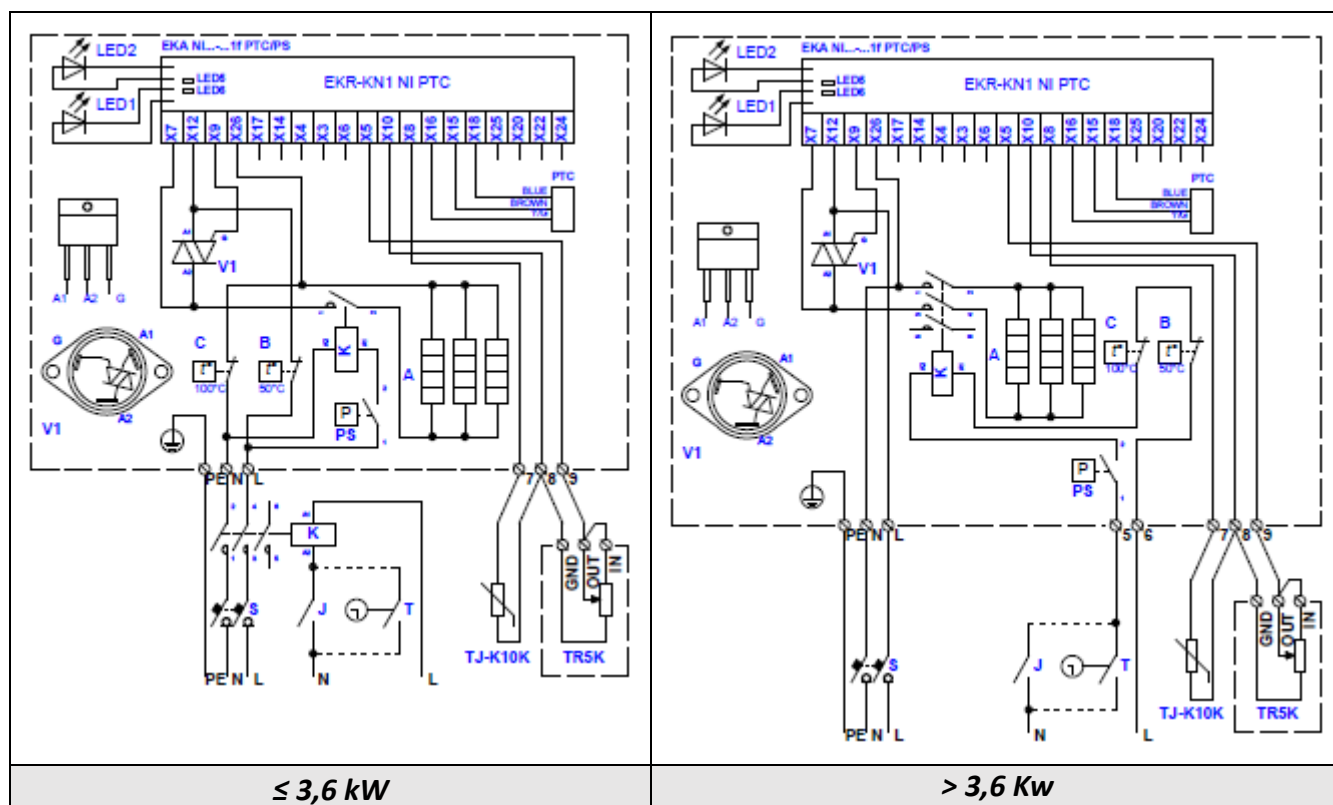 EKA NI...-...1f PTC/PS
LED2
LED6
LED6
EKR-KN1 NI PTC
LED1
X7 X12 X9 X26 X17 X14 X4 X3 X6 X5 X10 X8 X16 X15 X18 X25 X20 X22 X24
PTC
BLUE
BROWN
Y/G
A1
G
A2
V1
A1 A2 G
G A1
C B
K
A
100°C 50°C
A2
P
PS
V1
PE N L 7 8 9
K
GND OUT IN
S J T
TJ-K10K TR5K
PE N L N L
≤ 3,6 kW
EKA NI...-...1f PTC/PS
LED2
LED6
LED6
EKR-KN1 NI PTC
LED1
X7 X12 X9 X26 X17 X14 X4 X3 X6 X5 X10 X8 X16 X15 X18 X25 X20 X22 X24
PTC
BLUE
BROWN
Y/G
A1
G
A2
V1
A1 A2 G
G A1
C B
K
A
100°C 50°C
A2
V1
P
PS
PE N L 5 6 7 8 9
GND OUT IN
S J T
TJ-K10K TR5K
PE N L N L
> 3,6 Kw